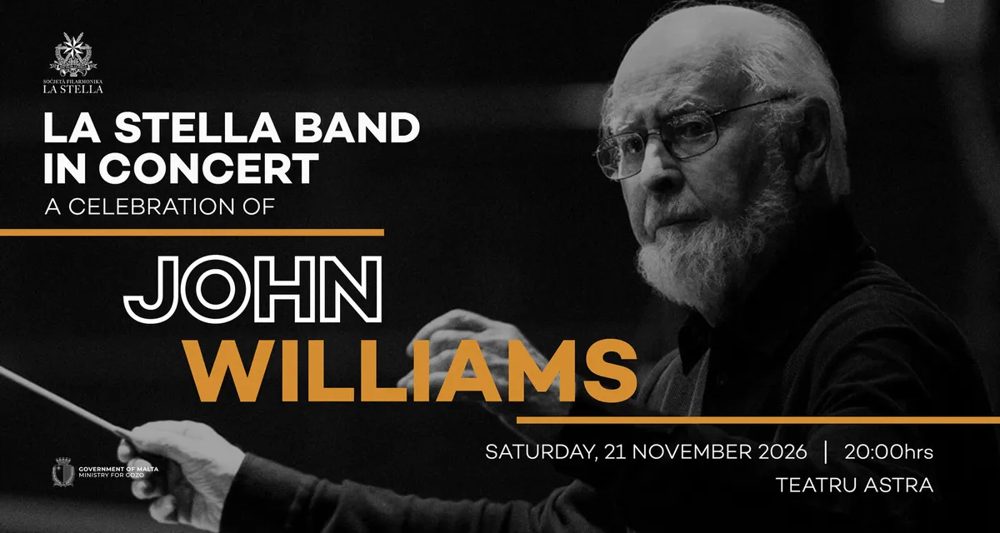 SOCIETÀ FILARMONIKA
LA STELLA
LA STELLA BAND
IN CONCERT
A CELEBRATION OF
JOHN
WILLIAMS
SATURDAY, 21 NOVEMBER 2026 | 20:00hrs
TEATRU ASTRA
GOVERNMENT OF MALTA
MINISTRY FOR GOZO